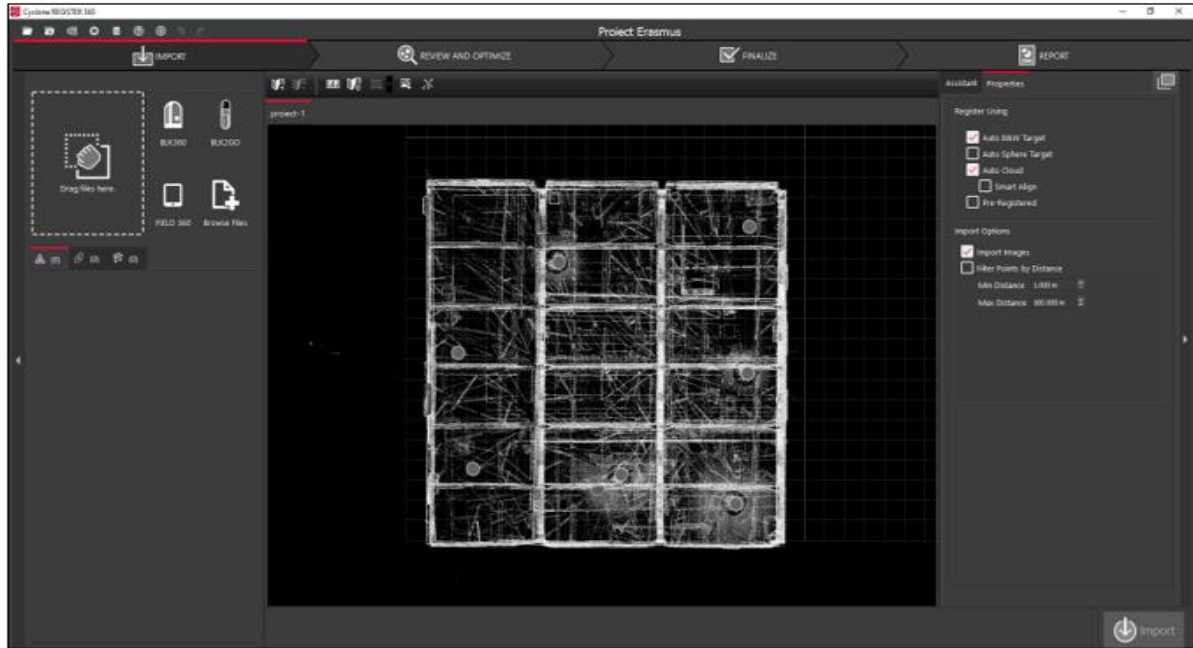 Cyclone REGISTER 360
Project Erasmus
IMPORT
REVIEW AND OPTIMIZE
FINALIZE
REPORT
Drag files here.
BLK360
BLK2GO
FIELD 360
Browse Files
project-1
Assistant
Properties
Register Using
Auto B&W Target
Auto Sphere Target
Auto Cloud
Smart Align
Pre-Registered
Import Options
Import Images
Filter Points by Distance
Min Distance
Max Distance
Import